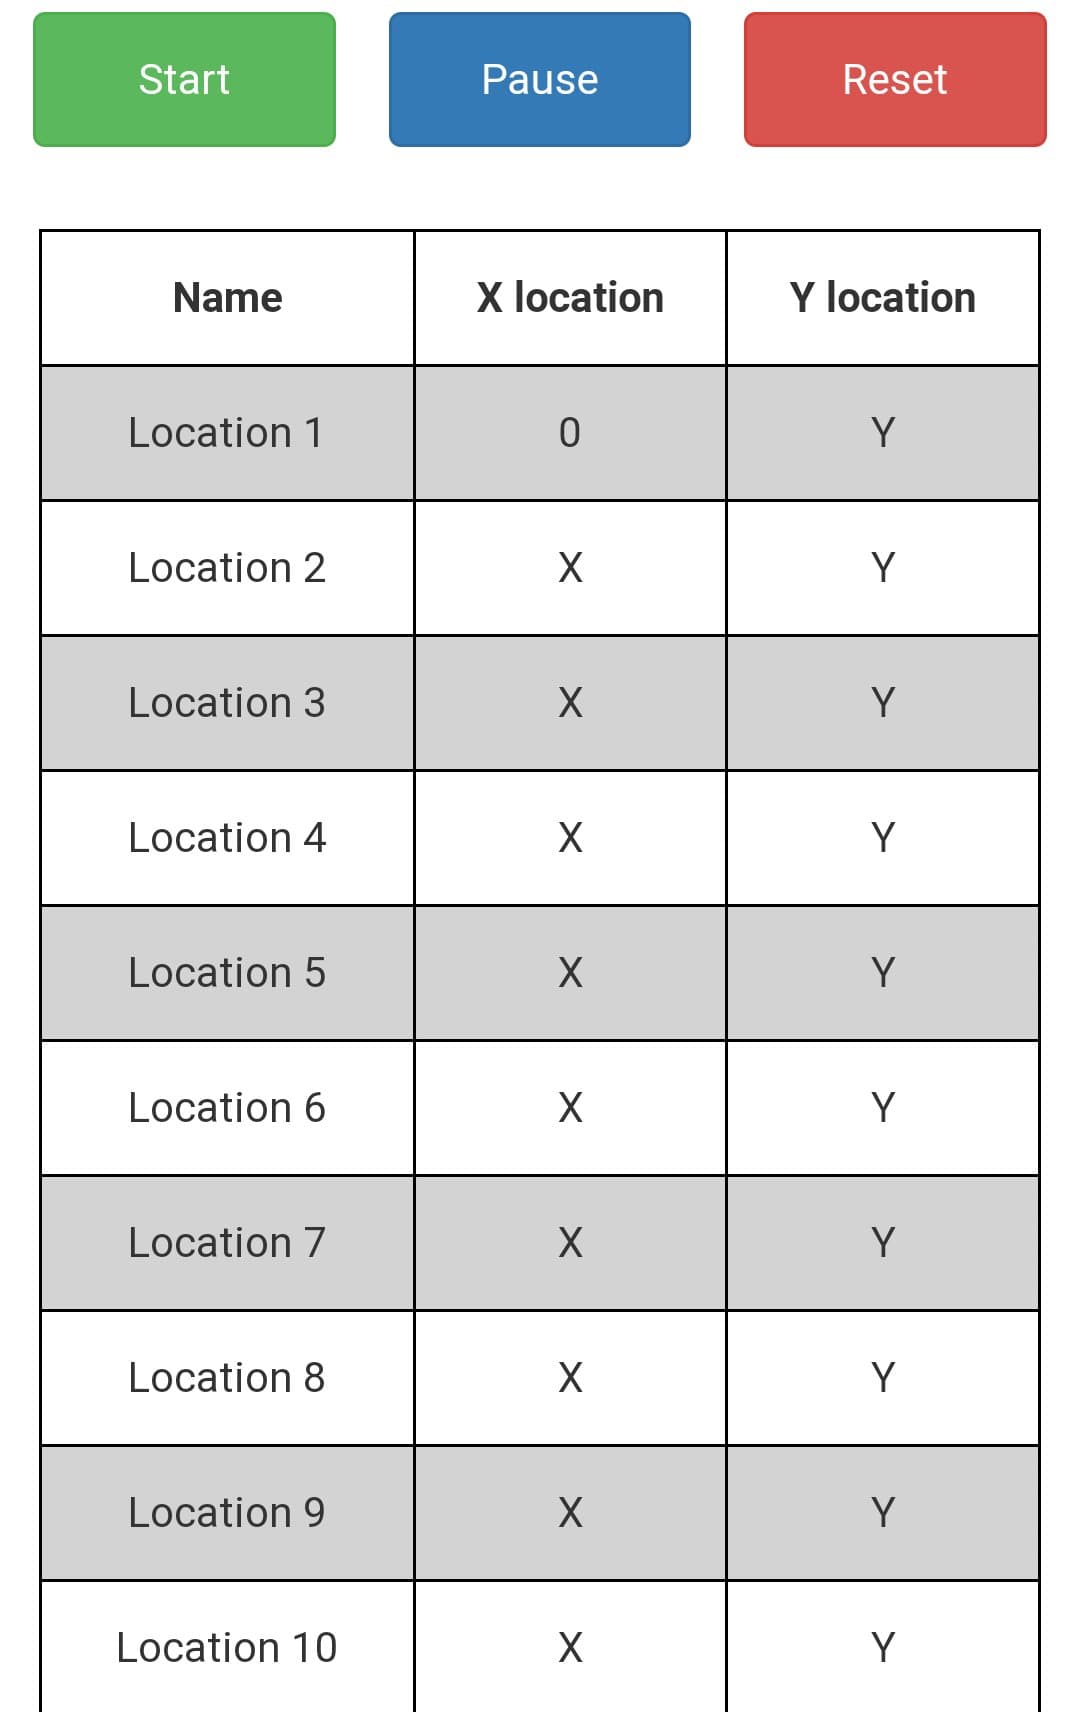 Start Pause Reset
Name X location Y location
Location 1 0 Y
Location 2 X Y
Location 3 X Y
Location 4 X Y
Location 5 X Y
Location 6 X Y
Location 7 X Y
Location 8 X Y
Location 9 X Y
Location 10 X Y